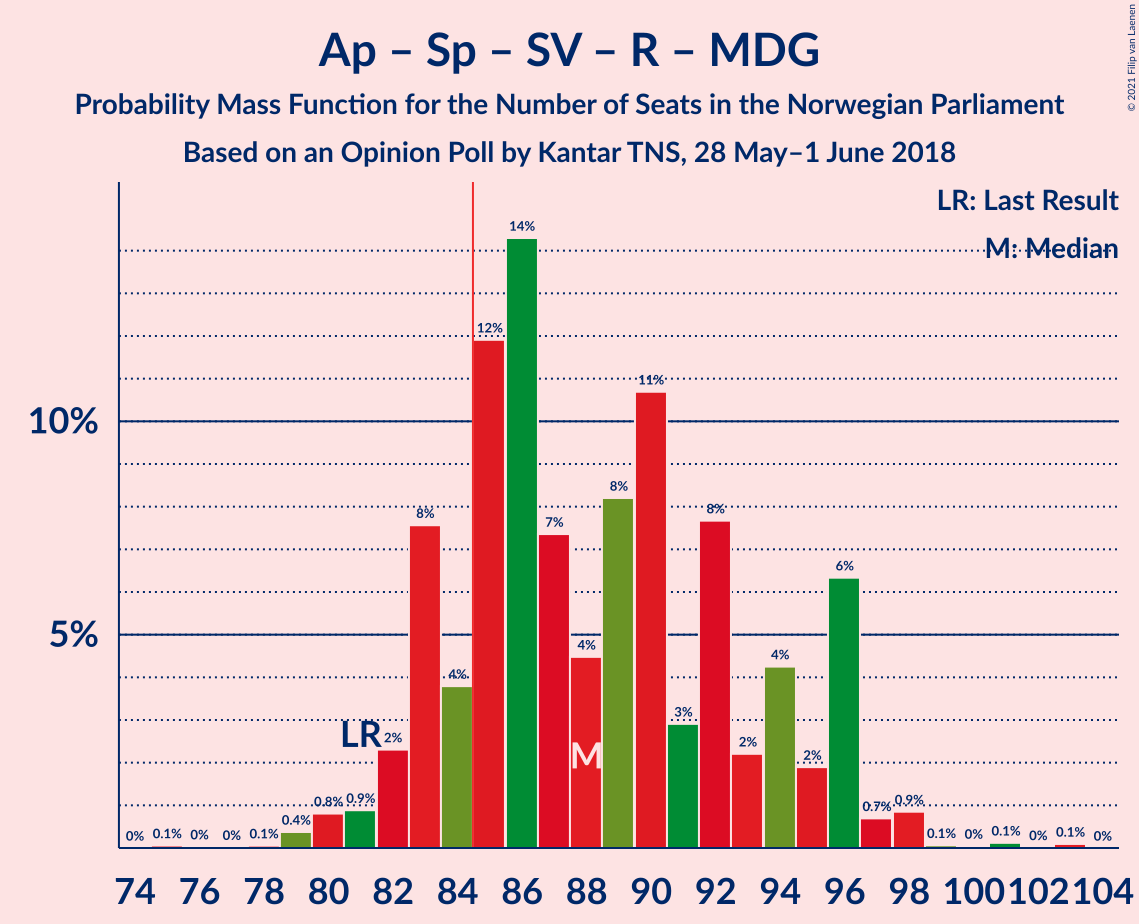 © 2021 Filip van Laenen
Ap – Sp – SV – R – MDG
Probability Mass Function for the Number of Seats in the Norwegian Parliament
Based on an Opinion Poll by Kantar TNS, 28 May–1 June 2018
LR: Last Result
M: Median
10%
5%
0% 0.1% 0% 0% 0.1% 0.4% 0.8% 0.9% 2% 8% 4% 12% 14% 7% 4% 8% 11% 3% 8% 2% 4% 2% 6% 0.7% 0.9% 0.1% 0% 0.1% 0% 0.1% 0%
LR
M
74 76 78 80 82 84 86 88 90 92 94 96 98 100 102 104